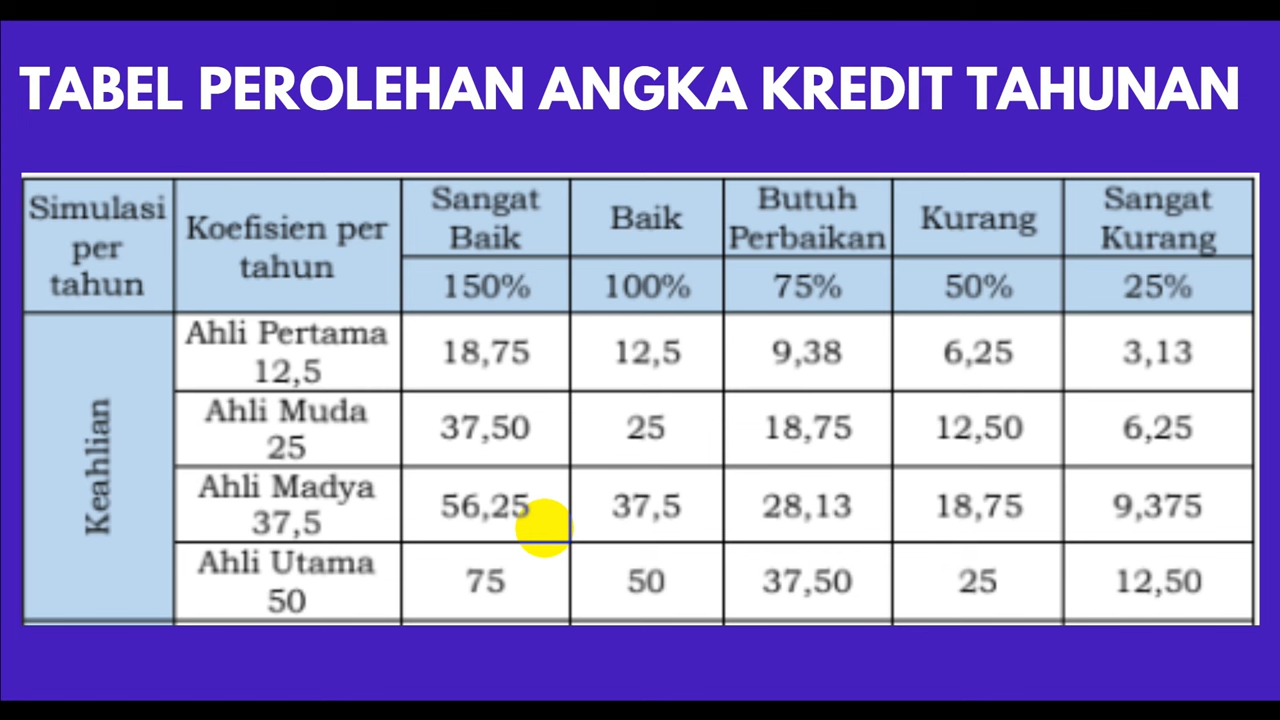 TABEL PEROLEHAN ANGKA KREDIT TAHUNAN
Simulasi
per
tahun
Koefisien per
tahun
Sangat
Baik
Baik
Butuh
Perbaikan
Kurang
Sangat
Kurang
150% 100% 75% 50% 25%
Keahlian
Ahli Pertama
12,5
18,75 12,5 9,38 6,25 3,13
Ahli Muda
25
37,50 25 18,75 12,50 6,25
Ahli Madya
37,5
56,25 37,5 28,13 18,75 9,375
Ahli Utama
50
75 50 37,50 25 12,50